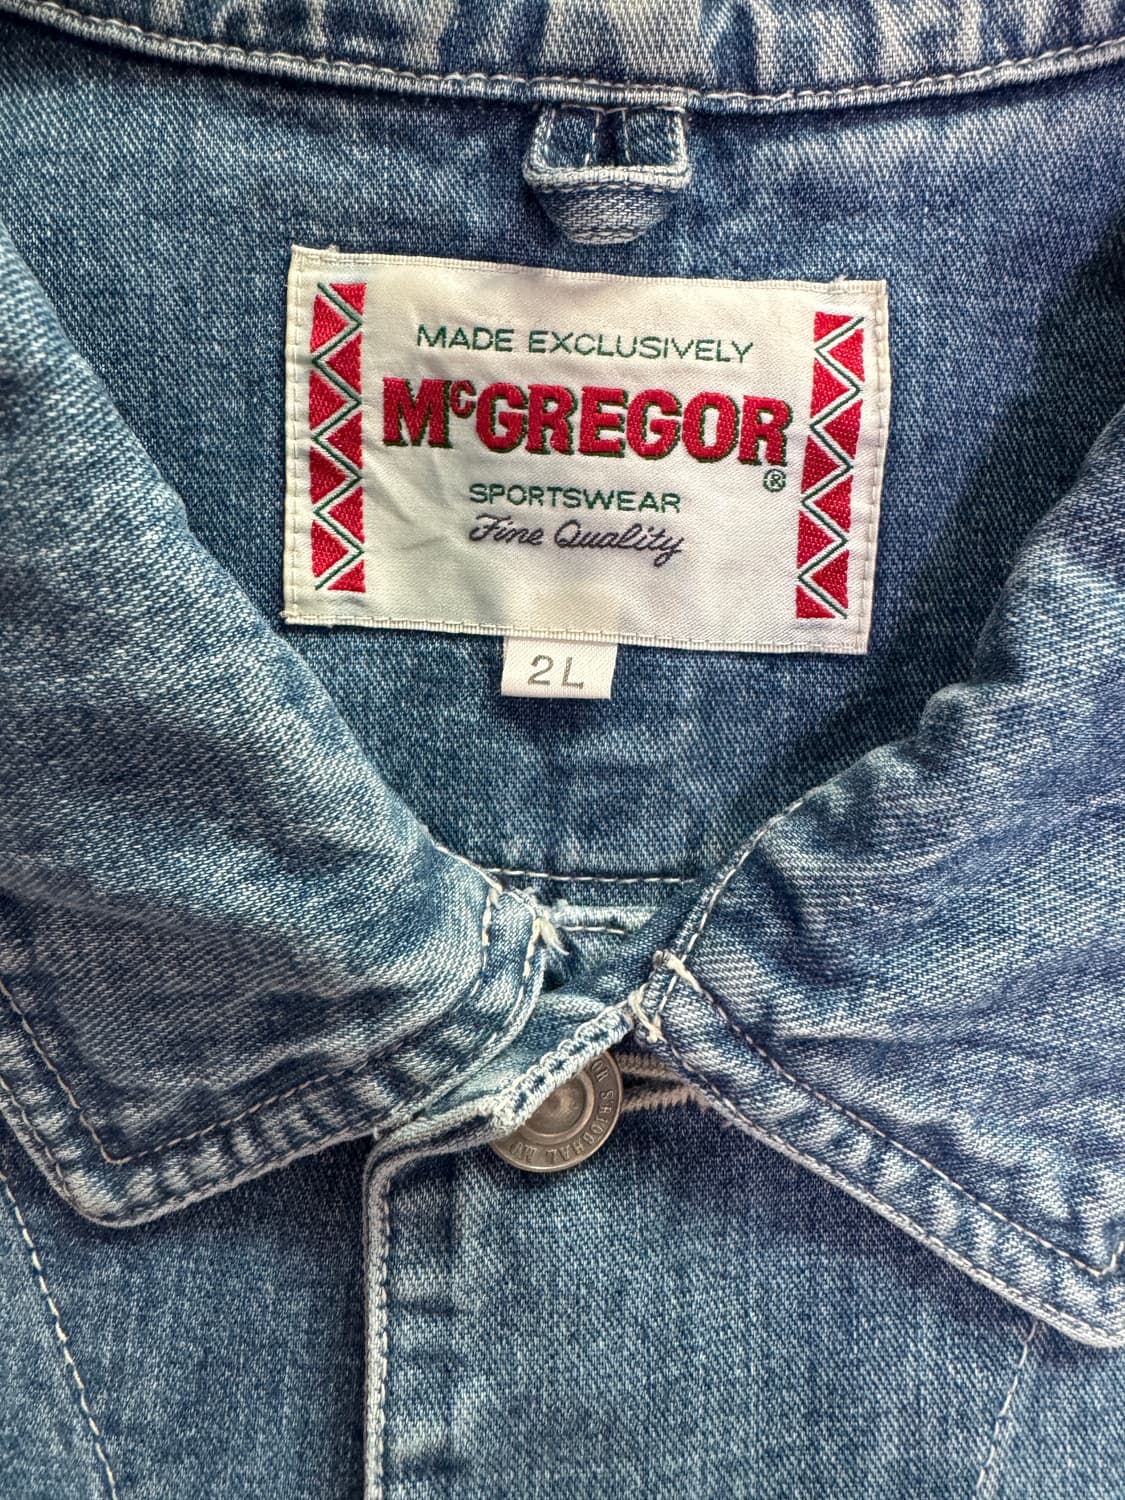 MADE EXCLUSIVELY
McGREGOR
®
SPORTSWEAR
Fine Quality
2L